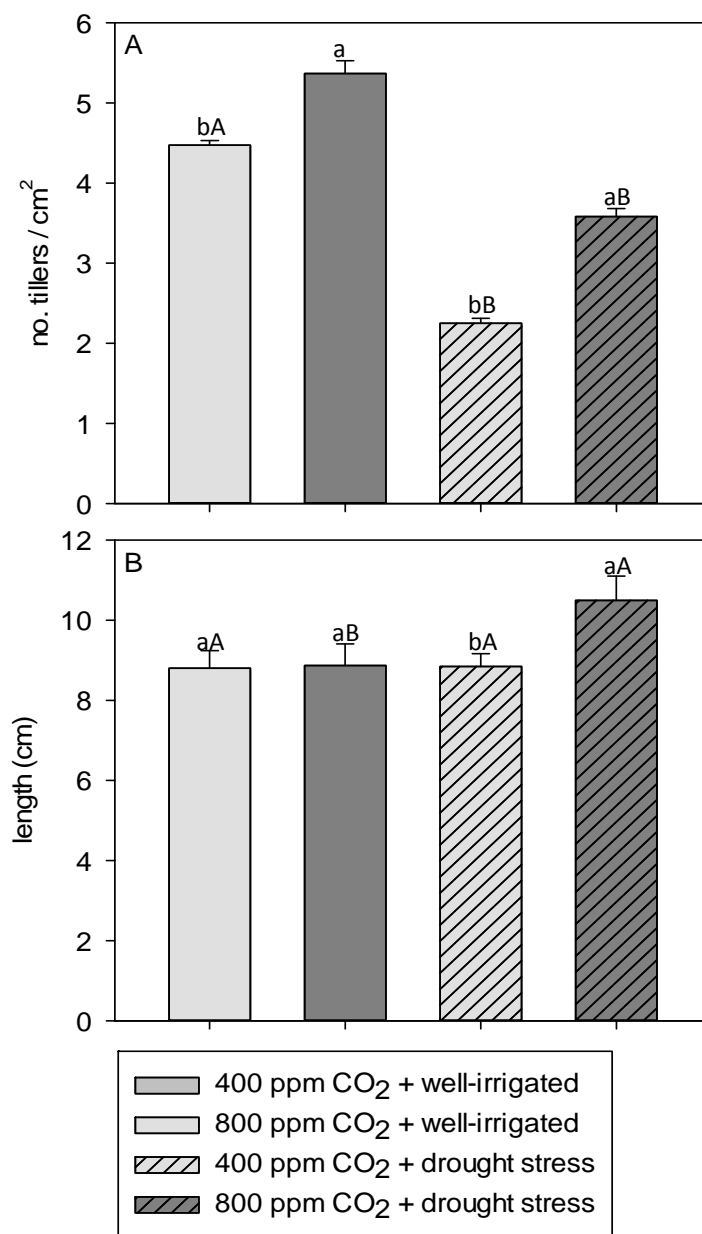 A
6
5
4
3
2
1
0
no. tillers / cm²
bA
a
bB
aB
B
12
10
8
6
4
2
0
length (cm)
aA
aB
bA
aA
400 ppm CO₂ + well-irrigated
800 ppm CO₂ + well-irrigated
400 ppm CO₂ + drought stress
800 ppm CO₂ + drought stress